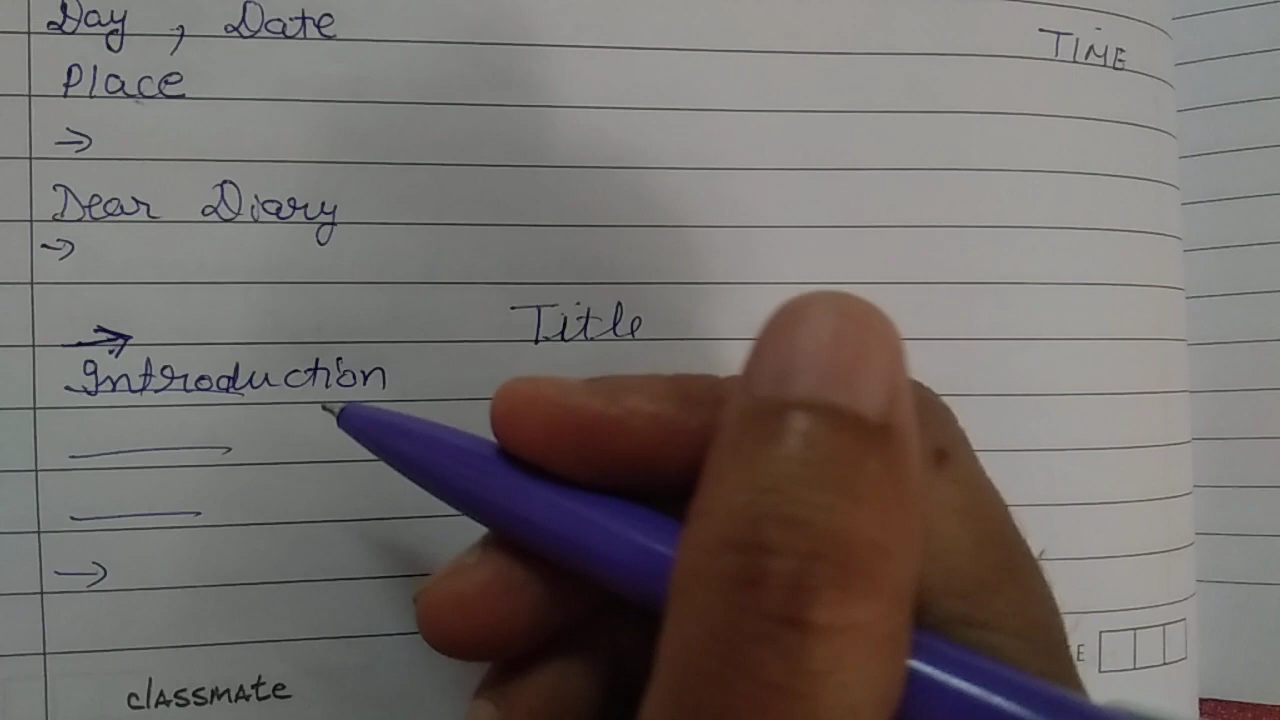 Day , Date
TIME
Place
→
Dear Diary
→
Title
→
Introduction
→
E
classmate